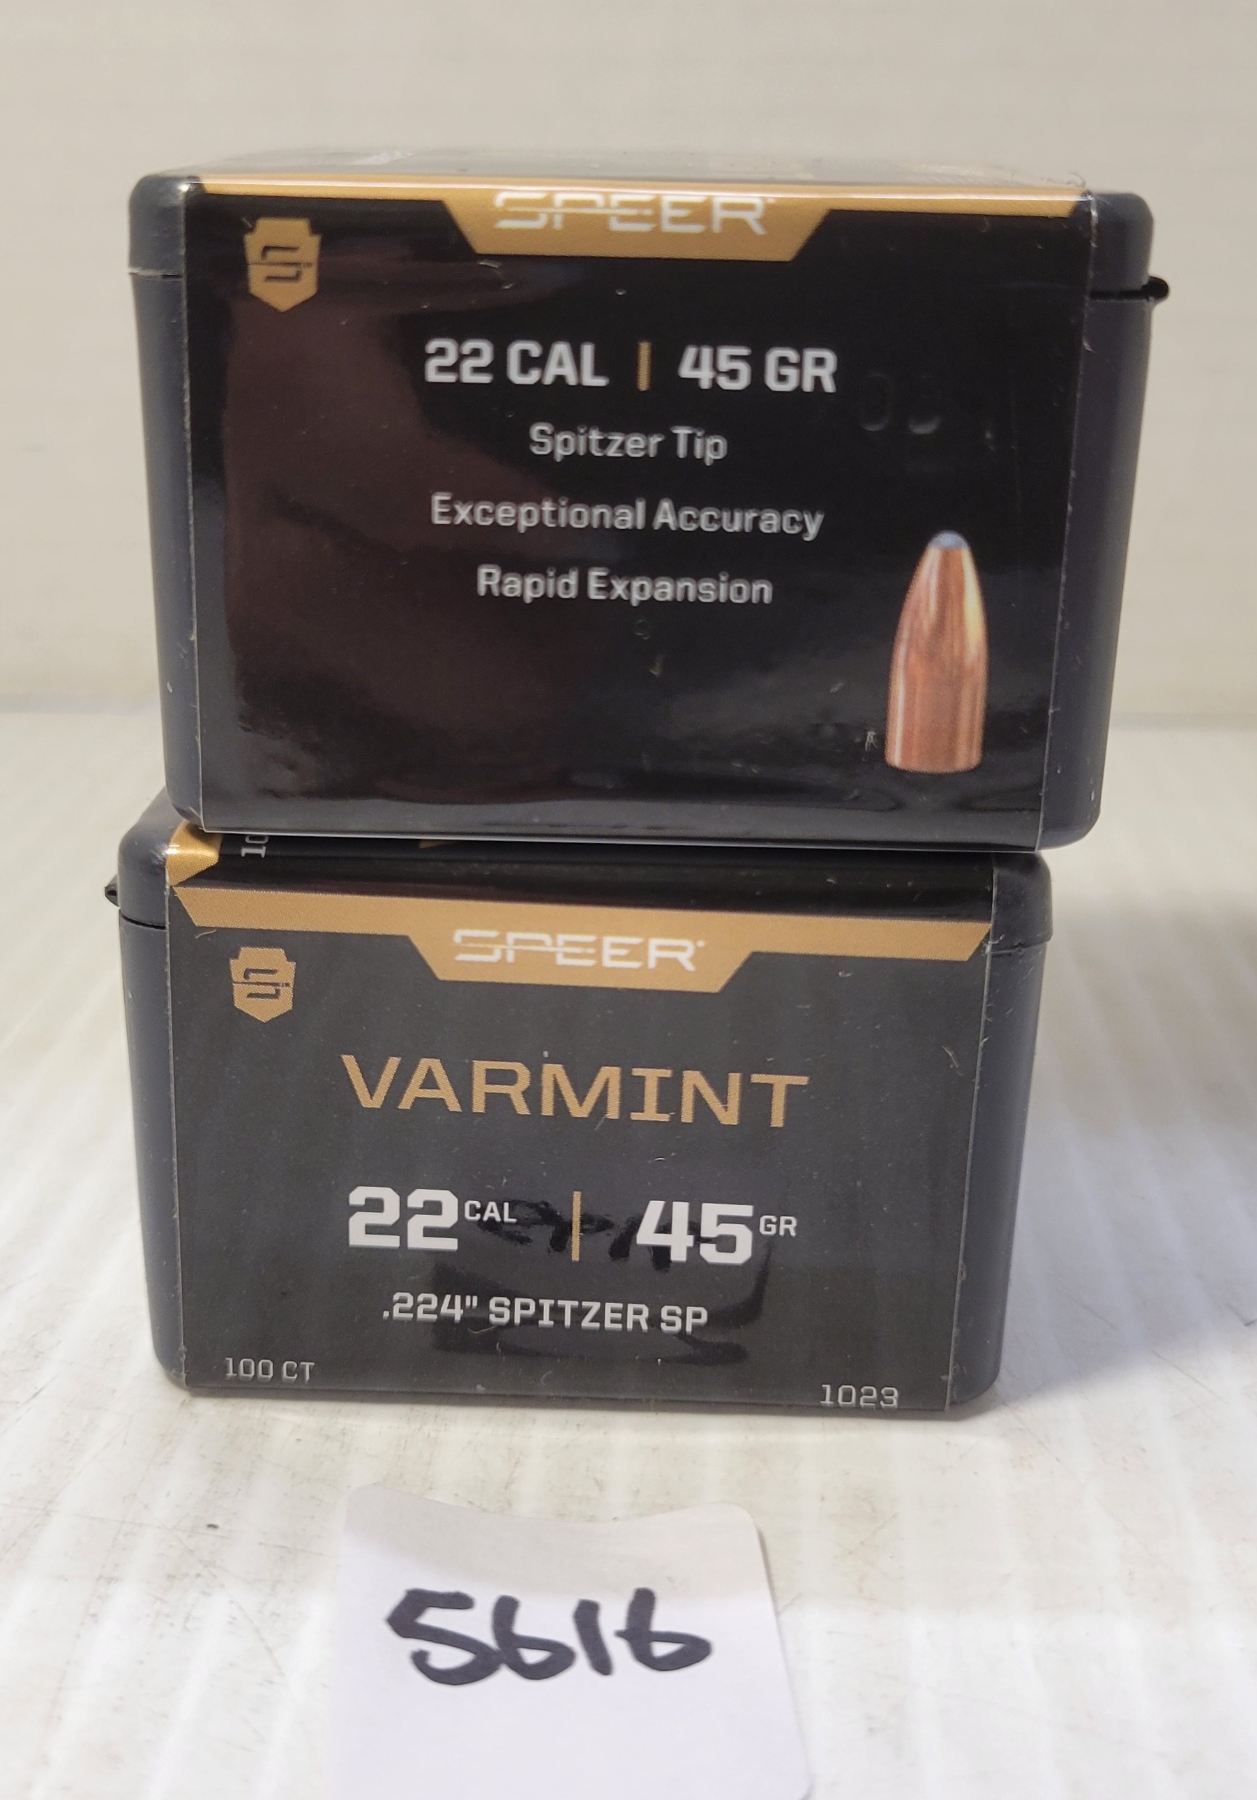 SPEER
22 CAL | 45 GR
Spitzer Tip
Exceptional Accuracy
Rapid Expansion
SPEER
VARMINT
22 CAL | 45 GR
.224" SPITZER SP
100 CT 1023
5616